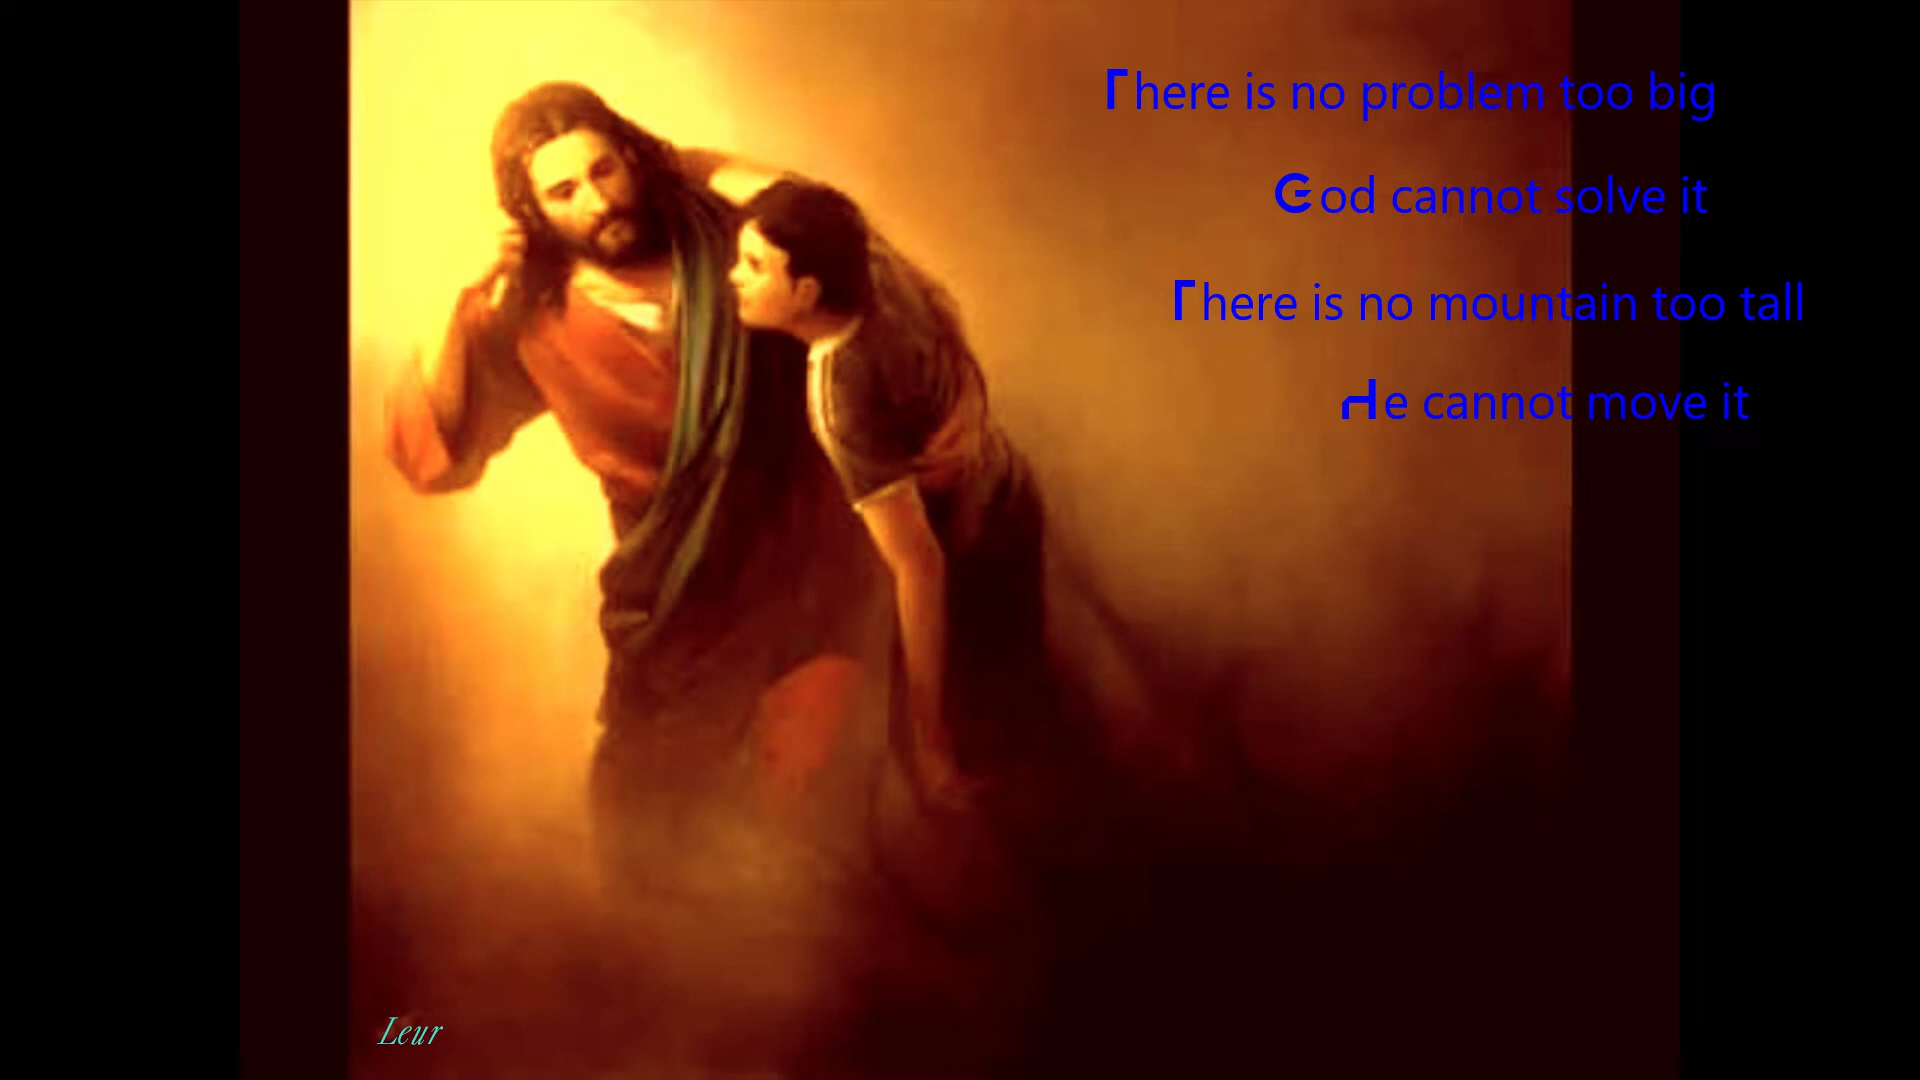 There is no problem too big
God cannot solve it
There is no mountain too tall
He cannot move it
Leur